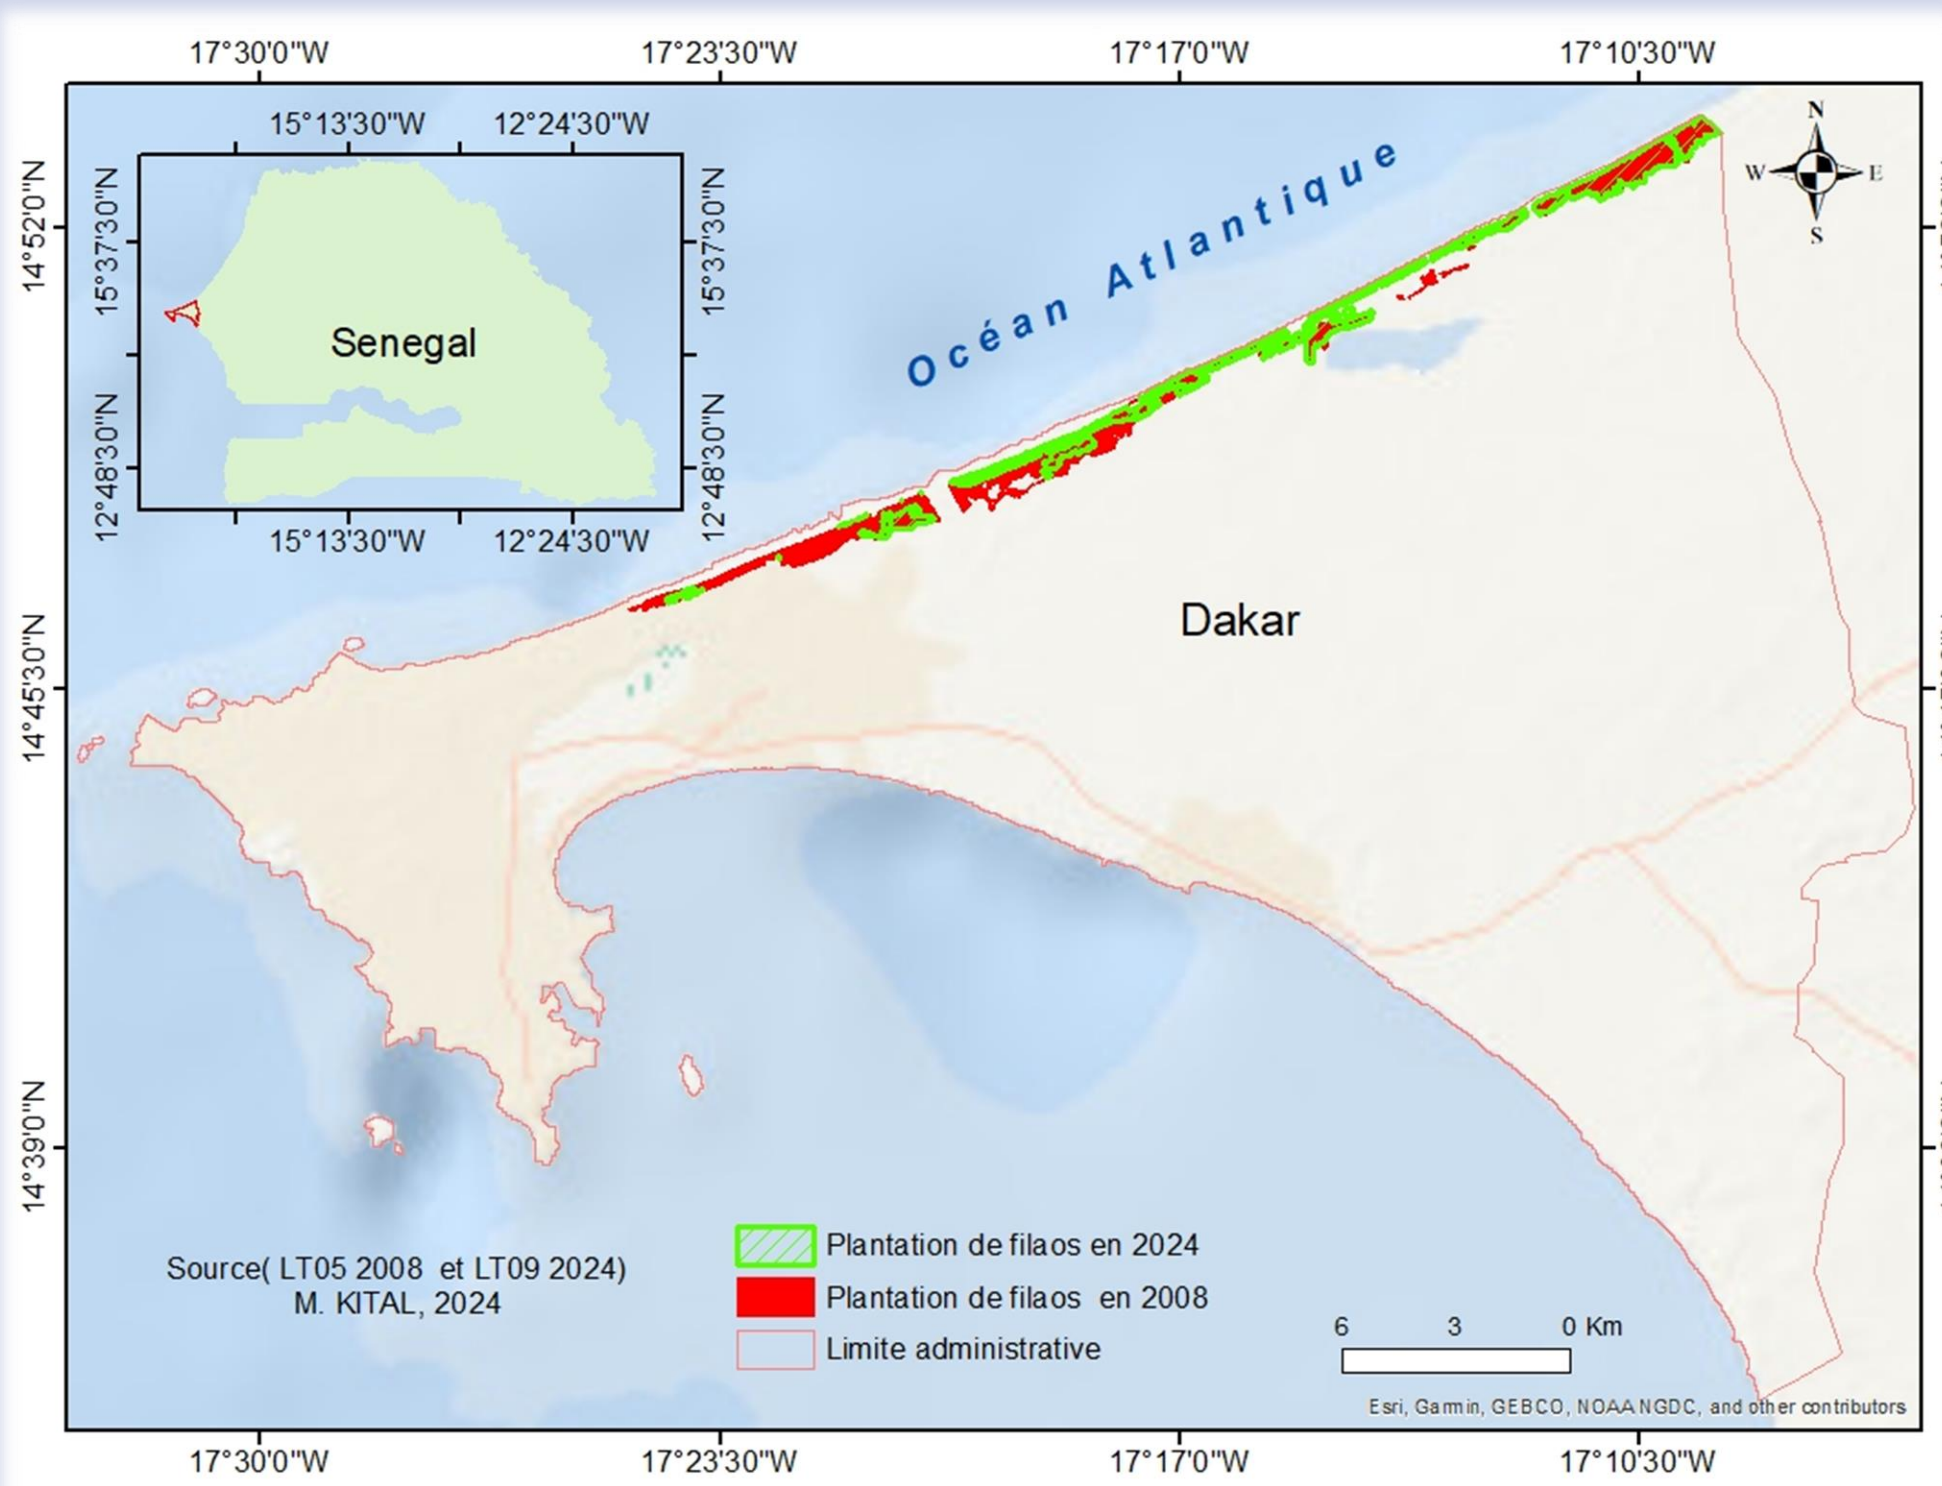 17°30'0"W 17°23'30"W 17°17'0"W 17°10'30"W
15°13'30"W 12°24'30"W
N
W E
S
14°52'0"N
15°37'30"N
15°37'30"N
Océan Atlantique
Senegal
12°48'30"N
12°48'30"N
15°13'30"W 12°24'30"W
Dakar
14°45'30"N
14°39'0"N
Plantation de filaos en 2024
Source( LT05 2008 et LT09 2024)
M. KITAL, 2024
Plantation de filaos en 2008
Limite administrative
6 3 0 Km
Esri, Garmin, GEBCO, NOAA NGDC, and other contributors
17°30'0"W 17°23'30"W 17°17'0"W 17°10'30"W